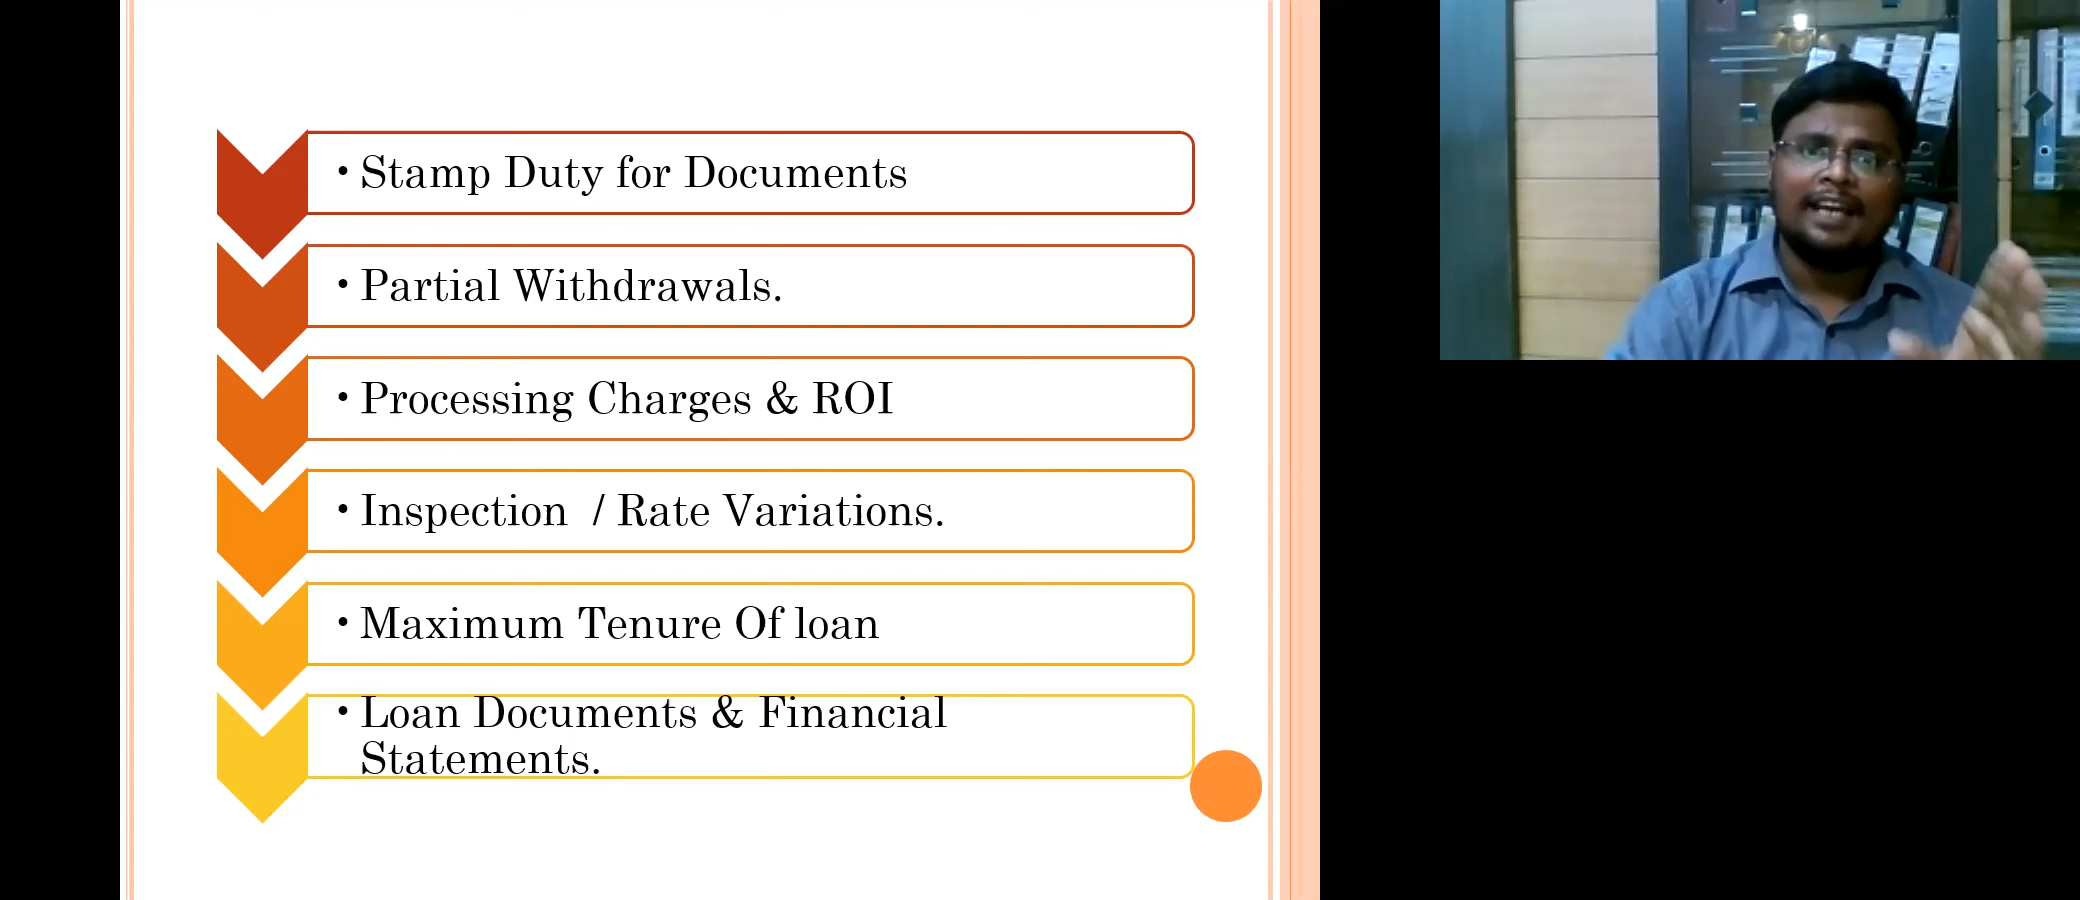 • Stamp Duty for Documents
• Partial Withdrawals.
• Processing Charges & ROI
• Inspection / Rate Variations.
• Maximum Tenure Of loan
• Loan Documents & Financial
Statements.